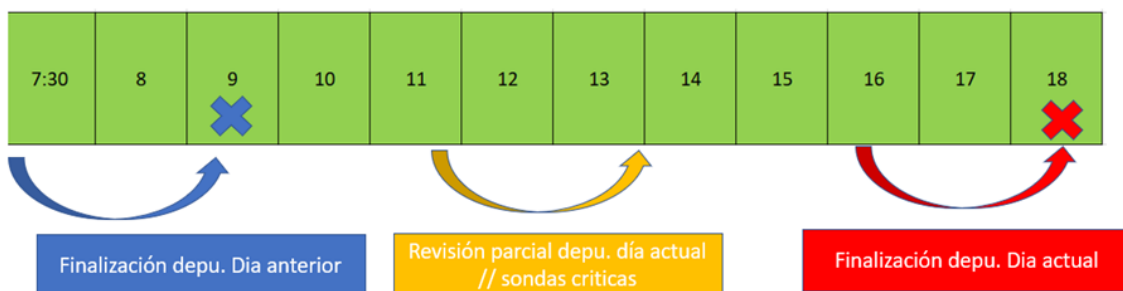 7:30 8 9 10 11 12 13 14 15 16 17 18
Finalización depu. Dia anterior
Revisión parcial depu. día actual
// sondas criticas
Finalización depu. Dia actual